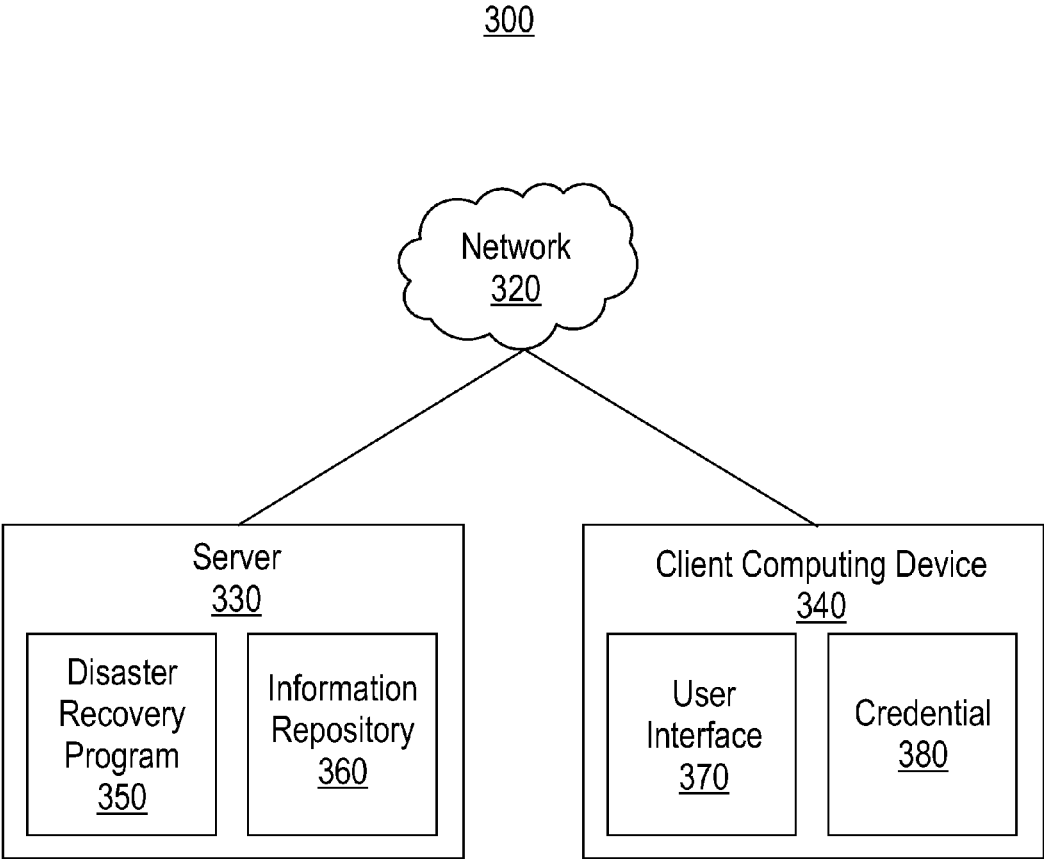 300
Network
320
Server
330
Disaster
Recovery
Program
350
Information
Repository
360
Client Computing Device
340
User
Interface
370
Credential
380